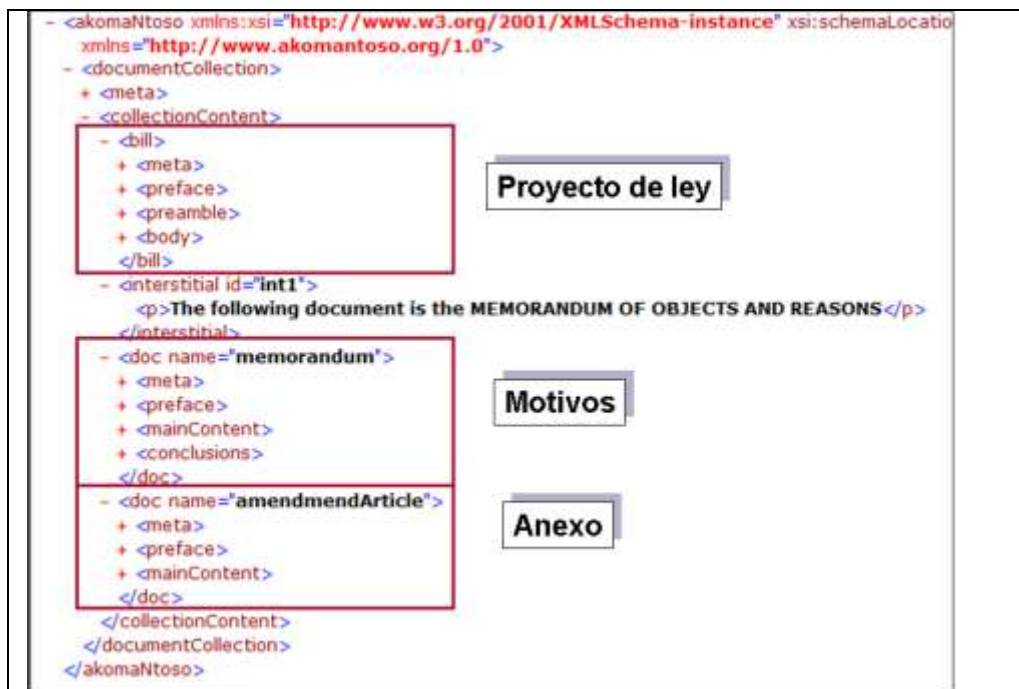 - <akomaNtoso xmlns:xsi="http://www.w3.org/2001/XMLSchema-instance" xsi:schemaLocatio
xmlns="http://www.akomantoso.org/1.0">
- <documentCollection>
+ <meta>
- <collectionContent>
- <bill>
+ <meta>
+ <preface>
+ <preamble>
+ <body>
</bill>
Proyecto de ley
- <interstitial id="int1">
<p>The following document is the MEMORANDUM OF OBJECTS AND REASONS</p>
</interstitial>
- <doc name="memorandum">
+ <meta>
+ <preface>
+ <mainContent>
+ <conclusions>
</doc>
Motivos
- <doc name="amendmendArticle">
+ <meta>
+ <preface>
+ <mainContent>
</doc>
Anexo
</collectionContent>
</documentCollection>
</akomaNtoso>